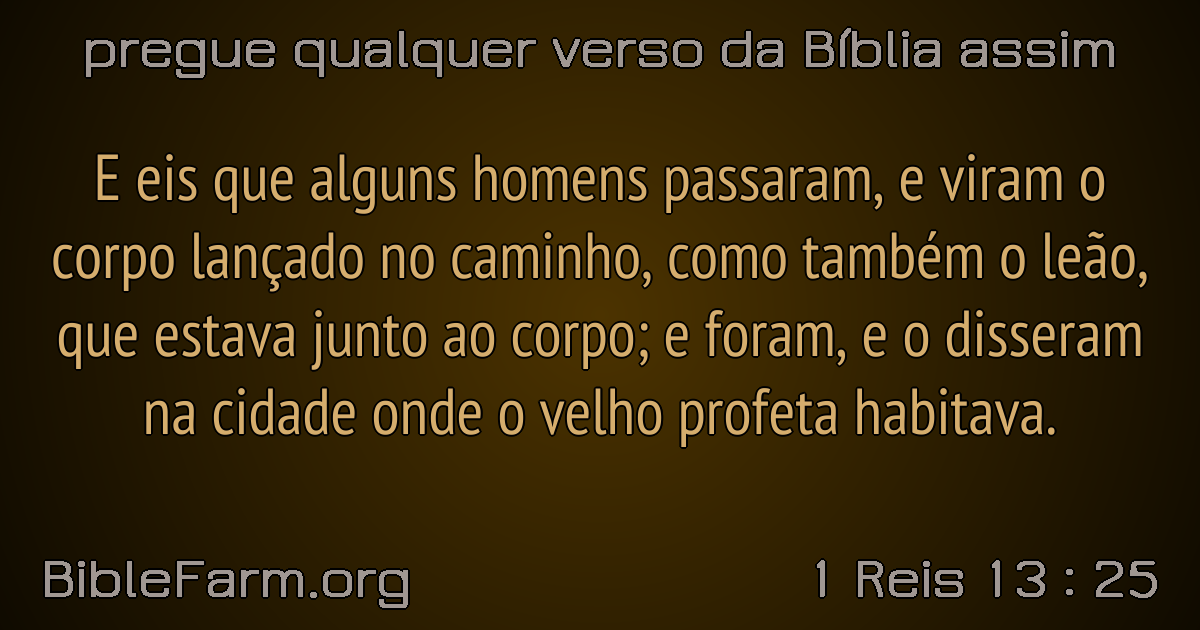 pregue qualquer verso da Bíblia assim
E eis que alguns homens passaram, e viram o
corpo lançado no caminho, como também o leão,
que estava junto ao corpo; e foram, e o disseram
na cidade onde o velho profeta habitava.
BibleFarm.org
1 Reis 13 : 25